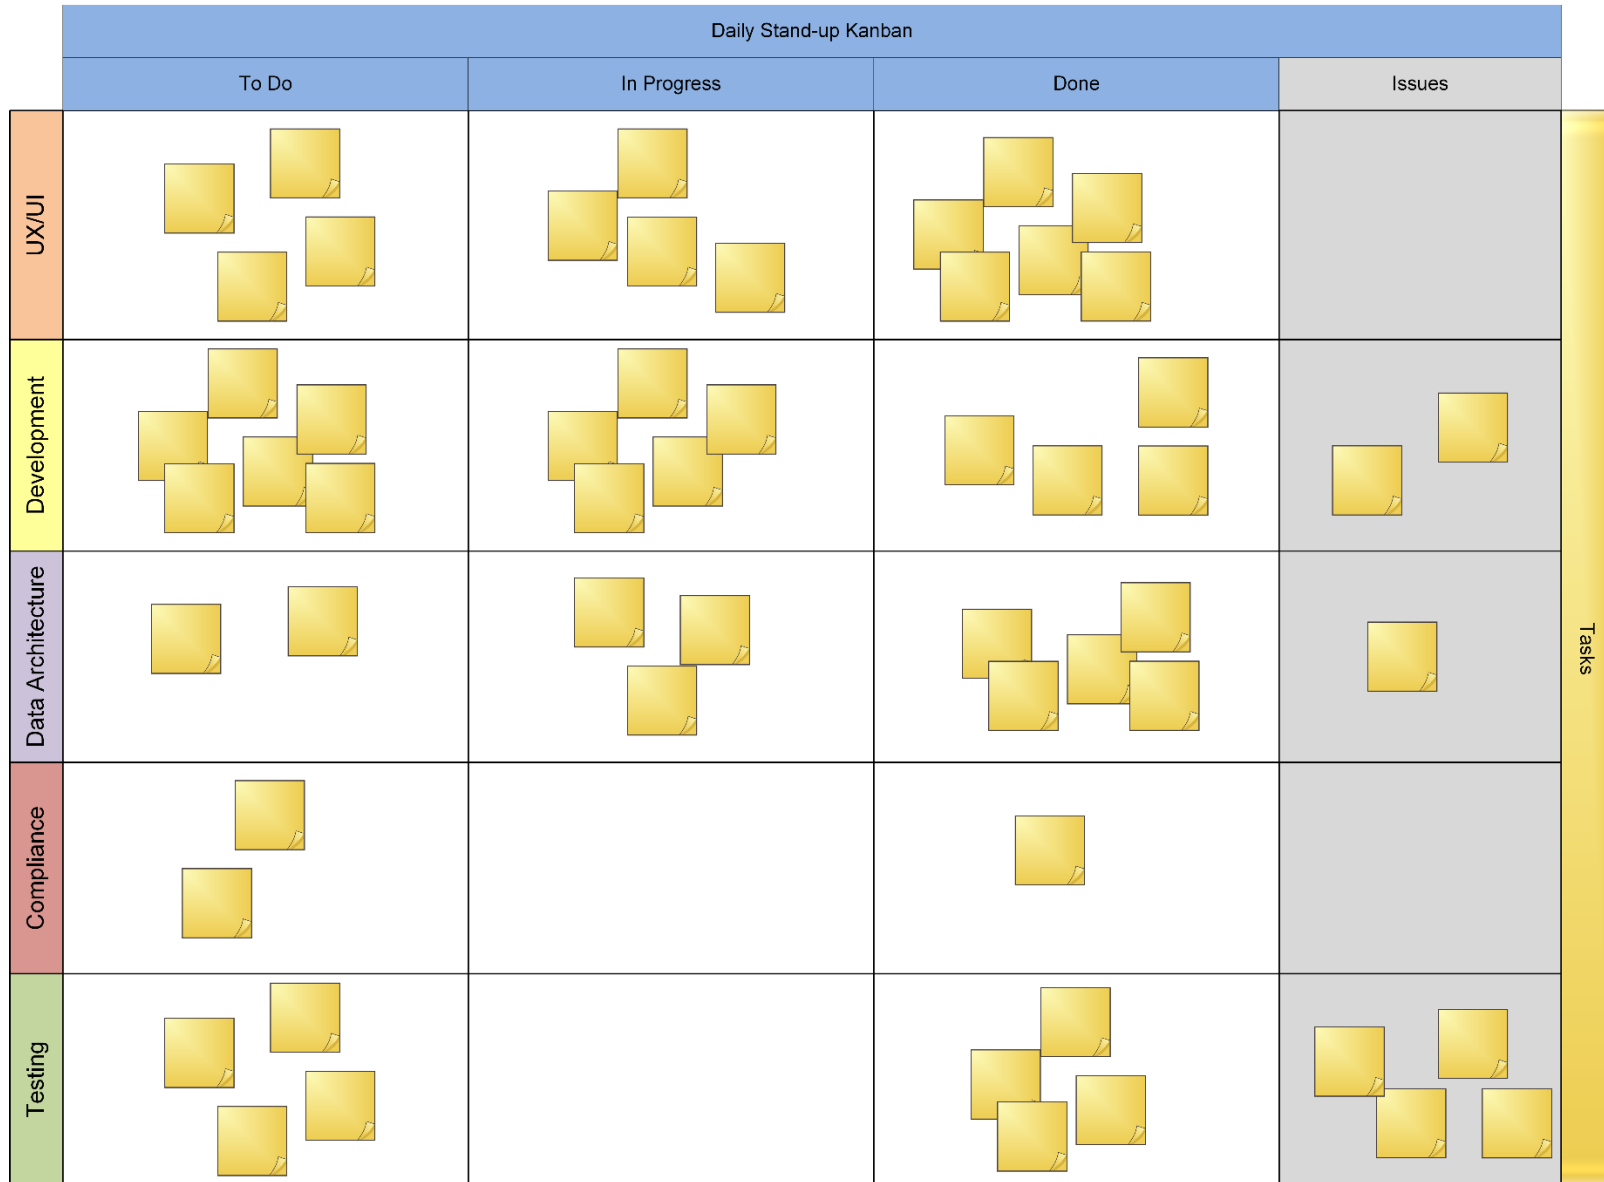 Daily Stand-up Kanban
To Do
In Progress
Done
Issues
UX/UI
Development
Data Architecture
Compliance
Testing
Tasks